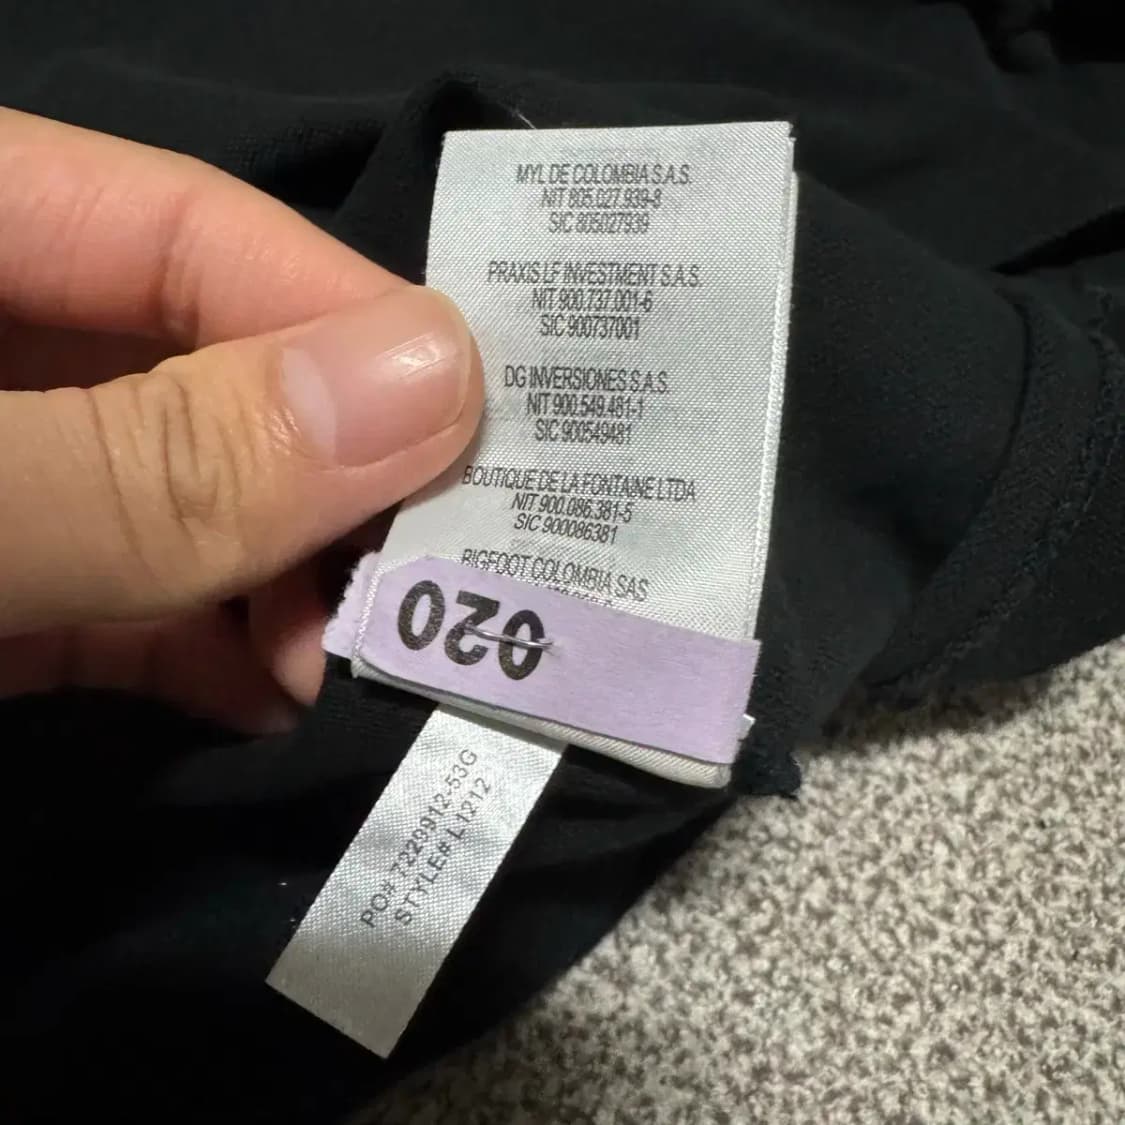 MYL DE COLOMBIA S.A.S.
NIT 805.027.939-3
SIC 805027939
PRAXIS LF INVESTMENT S.A.S.
NIT 900.737.001-6
SIC 900737001
DG INVERSIONES S.A.S.
NIT 900.549.481-1
SIC 900549481
BOUTIQUE DE LA FONTAINE LTDA
NIT 900.086.381-5
SIC 900086381
BIGFOOT COLOMBIA SAS
020
PO# T220912-53G
STYLE# L1212